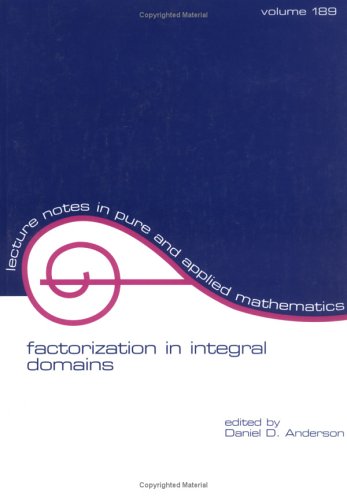 Copyrighted Material
volume 189
lecture notes in pure and applied mathematics
factorization in integral
domains
edited by
Daniel D. Anderson
Copyrighted Material